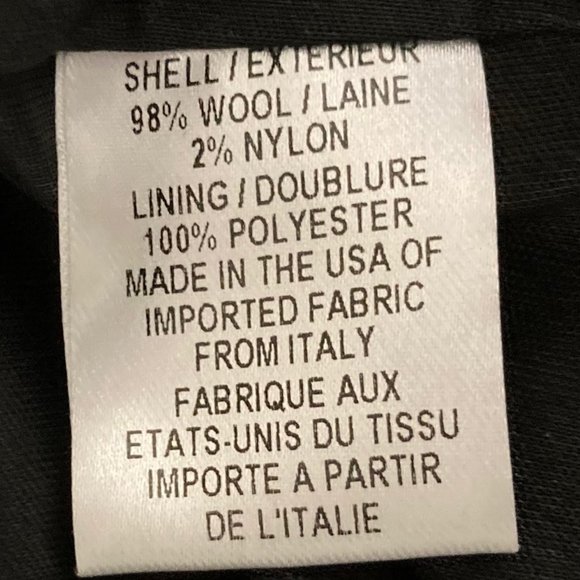 SHELL / EXTERIEUR
98% WOOL / LAINE
2% NYLON
LINING / DOUBLURE
100% POLYESTER
MADE IN THE USA OF
IMPORTED FABRIC
FROM ITALY
FABRIQUE AUX
ETATS-UNIS DU TISSU
IMPORTE A PARTIR
DE L'ITALIE